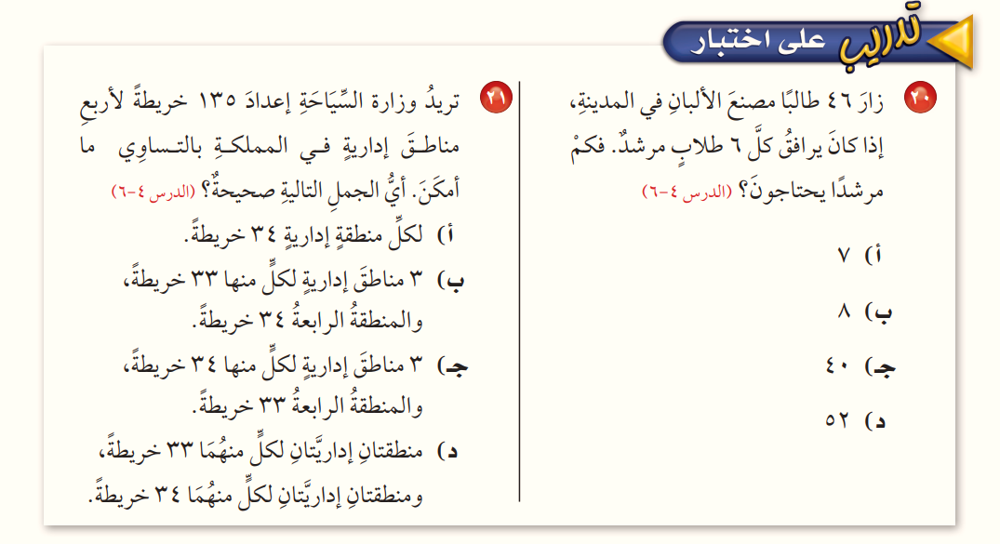 تدريب على اختبار
٢٠ زارَ ٤٦ طالبًا مصنعَ الألبانِ في المدينةِ،
إذا كانَ يرافقُ كلَّ ٦ طلابٍ مرشدٌ. فكمْ
مرشدًا يحتاجونَ؟ (الدرس ٤-٦)
أ) ٧
ب) ٨
جـ) ٤٠
د) ٥٢
٢١ تريدُ وزارة السِّيَاحَةِ إعدادَ ١٣٥ خريطةً لأربعِ
مناطـقَ إداريةٍ فـي المملكـةِ بالتـساوِي ما
أمكَنَ. أيُّ الجملِ التاليةِ صحيحةٌ؟ (الدرس ٤-٦)
أ) لكلِّ منطقةٍ إداريةٍ ٣٤ خريطةً.
ب) ٣ مناطقَ إداريةٍ لكلٍّ منها ٣٣ خريطةً،
والمنطقةُ الرابعةُ ٣٤ خريطةً.
جـ) ٣ مناطقَ إداريةٍ لكلٍّ منها ٣٤ خريطةً،
والمنطقةُ الرابعةُ ٣٣ خريطةً.
د) منطقتانِ إداريَّتانِ لكلٍّ منهُمَا ٣٣ خريطةً،
ومنطقتانِ إداريَّتانِ لكلٍّ منهُمَا ٣٤ خريطةً.